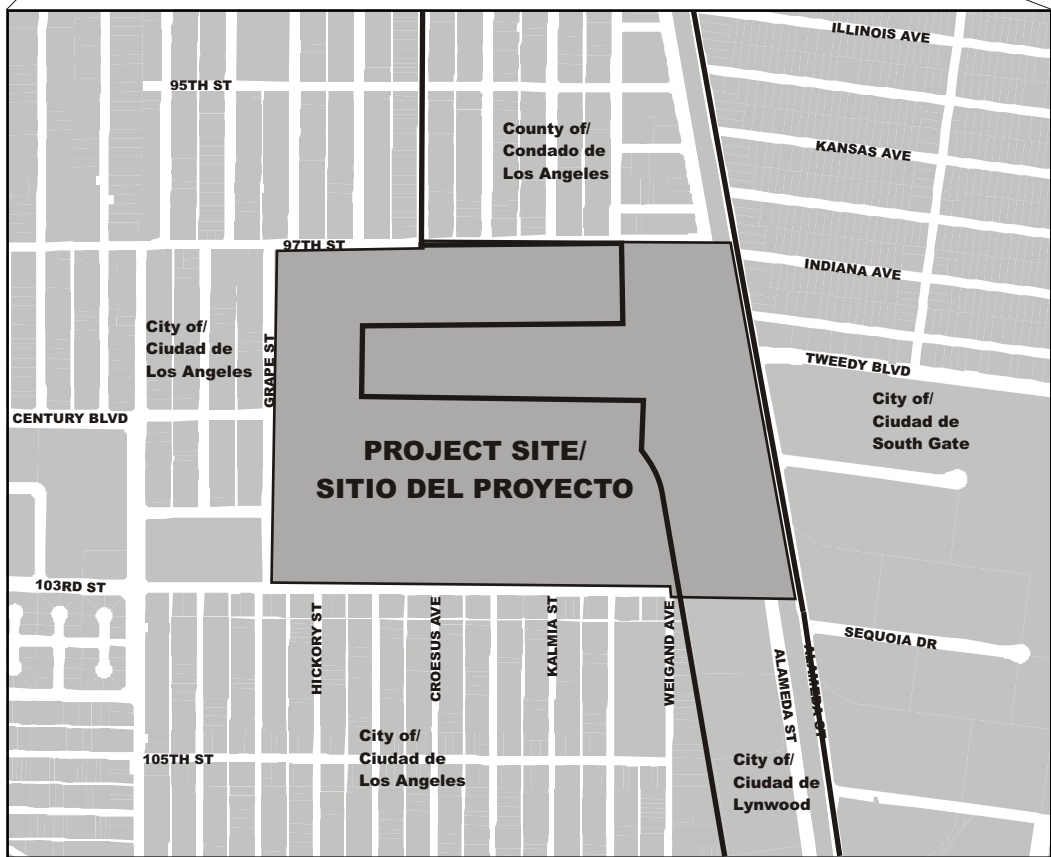 ILLINOIS AVE
95TH ST
County of/
Condado de
Los Angeles
KANSAS AVE
97TH ST
INDIANA AVE
City of/
Ciudad de
Los Angeles
GRAPE ST
TWEEDY BLVD
City of/
Ciudad de
South Gate
CENTURY BLVD
PROJECT SITE/
SITIO DEL PROYECTO
103RD ST
HICKORY ST
CROESUS AVE
KALMIA ST
WEIGAND AVE
SEQUOIA DR
ALAMEDA ST
ALAMEDA ST
City of/
Ciudad de
Los Angeles
105TH ST
City of/
Ciudad de
Lynwood